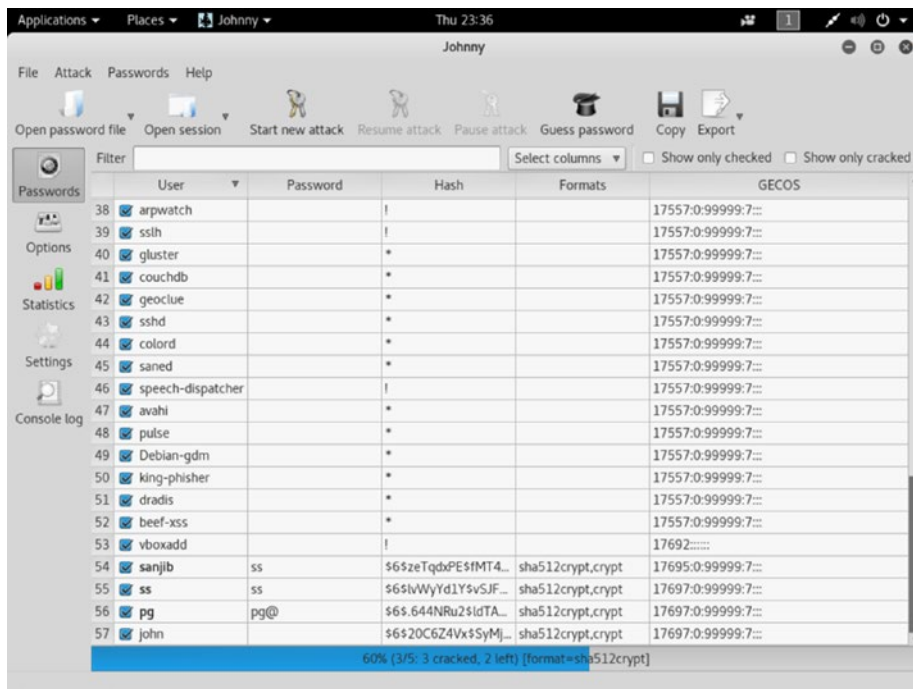 Applications Places Johnny Thu 23:36 1
Johnny
File Attack Passwords Help
Open password file Open session Start new attack Resume attack Pause attack Guess password Copy Export
Filter Select columns Show only checked Show only cracked
Passwords
Options
Statistics
Settings
Console log
User Password Hash Formats GECOS
38 arpwatch ! 17557:0:99999:7:::
39 sslh ! 17557:0:99999:7:::
40 gluster * 17557:0:99999:7:::
41 couchdb * 17557:0:99999:7:::
42 geoclue * 17557:0:99999:7:::
43 sshd * 17557:0:99999:7:::
44 colord * 17557:0:99999:7:::
45 saned * 17557:0:99999:7:::
46 speech-dispatcher ! 17557:0:99999:7:::
47 avahi * 17557:0:99999:7:::
48 pulse * 17557:0:99999:7:::
49 Debian-gdm * 17557:0:99999:7:::
50 king-phisher * 17557:0:99999:7:::
51 dradis * 17557:0:99999:7:::
52 beef-xss * 17557:0:99999:7:::
53 vboxadd ! 17692::::::
54 sanjib ss $6$zeTqdxPE$fMT4... sha512crypt,crypt 17695:0:99999:7:::
55 ss ss $6$lvWyYd1Y$vSJF... sha512crypt,crypt 17697:0:99999:7:::
56 pg pg@ $6$.644NRu2$ldTA... sha512crypt,crypt 17697:0:99999:7:::
57 john $6$20C6Z4Vx$SyMj... sha512crypt,crypt 17697:0:99999:7:::
60% (3/5: 3 cracked, 2 left) [format=sha512crypt]